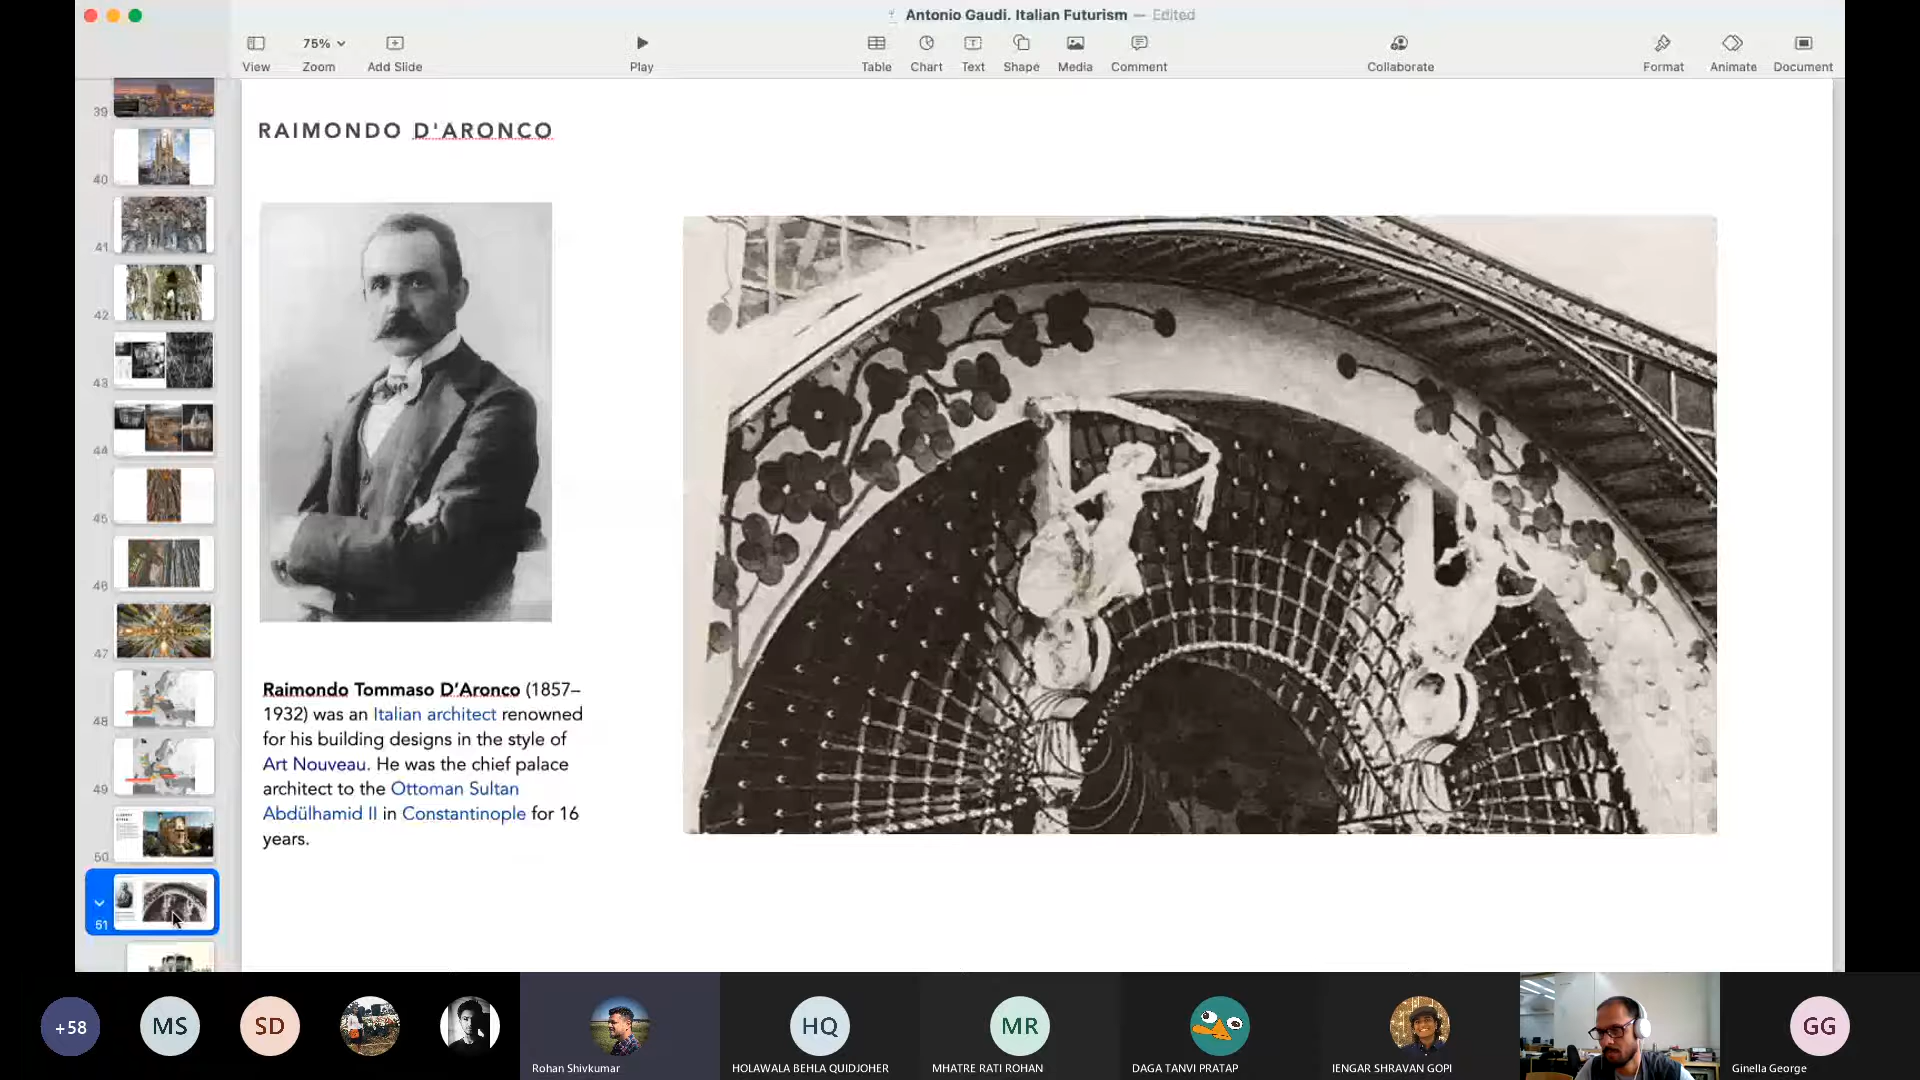 Antonio Gaudi. Italian Futurism — Edited
75%
View
Zoom
Add Slide
Play
Table
Chart
Text
Shape
Media
Comment
Collaborate
Format
Animate
Document
39
40
41
42
43
44
45
46
47
48
49
50
51
RAIMONDO D'ARONCO
Raimondo Tommaso D'Aronco (1857–
1932) was an Italian architect renowned
for his building designs in the style of
Art Nouveau. He was the chief palace
architect to the Ottoman Sultan
Abdülhamid II in Constantinople for 16
years.
+58
MS
SD
Rohan Shivkumar
HQ
HOLAWALA BEHLA QUIDJOHER
MR
MHATRE RATI ROHAN
DAGA TANVI PRATAP
IENGAR SHRAVAN GOPI
GG
Ginella George